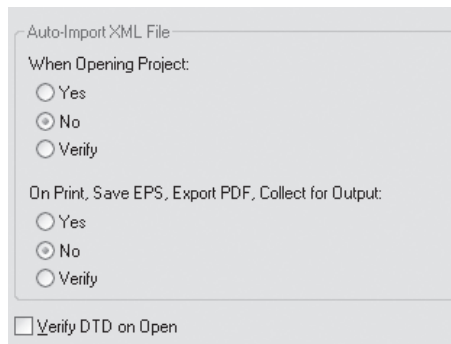 Auto-Import XML File
When Opening Project:
Yes
No
Verify
On Print, Save EPS, Export PDF, Collect for Output:
Yes
No
Verify
Verify DTD on Open